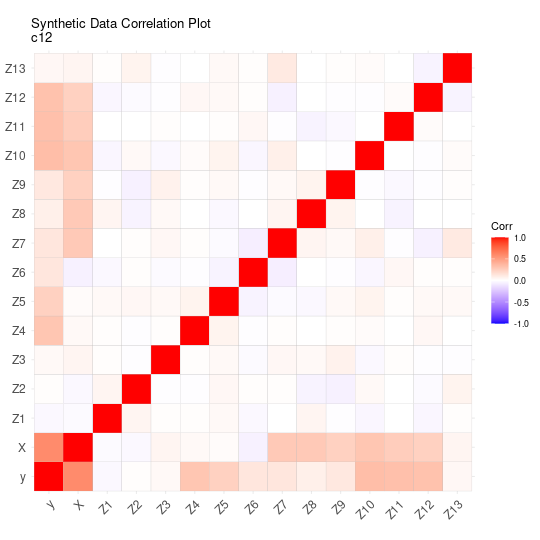 Synthetic Data Correlation Plot
c12
Z13
Z12
Z11
Z10
Z9
Z8
Z7
Z6
Z5
Z4
Z3
Z2
Z1
X
y
Corr
1.0
0.5
0.0
-0.5
-1.0
y X Z1 Z2 Z3 Z4 Z5 Z6 Z7 Z8 Z9 Z10 Z11 Z12 Z13